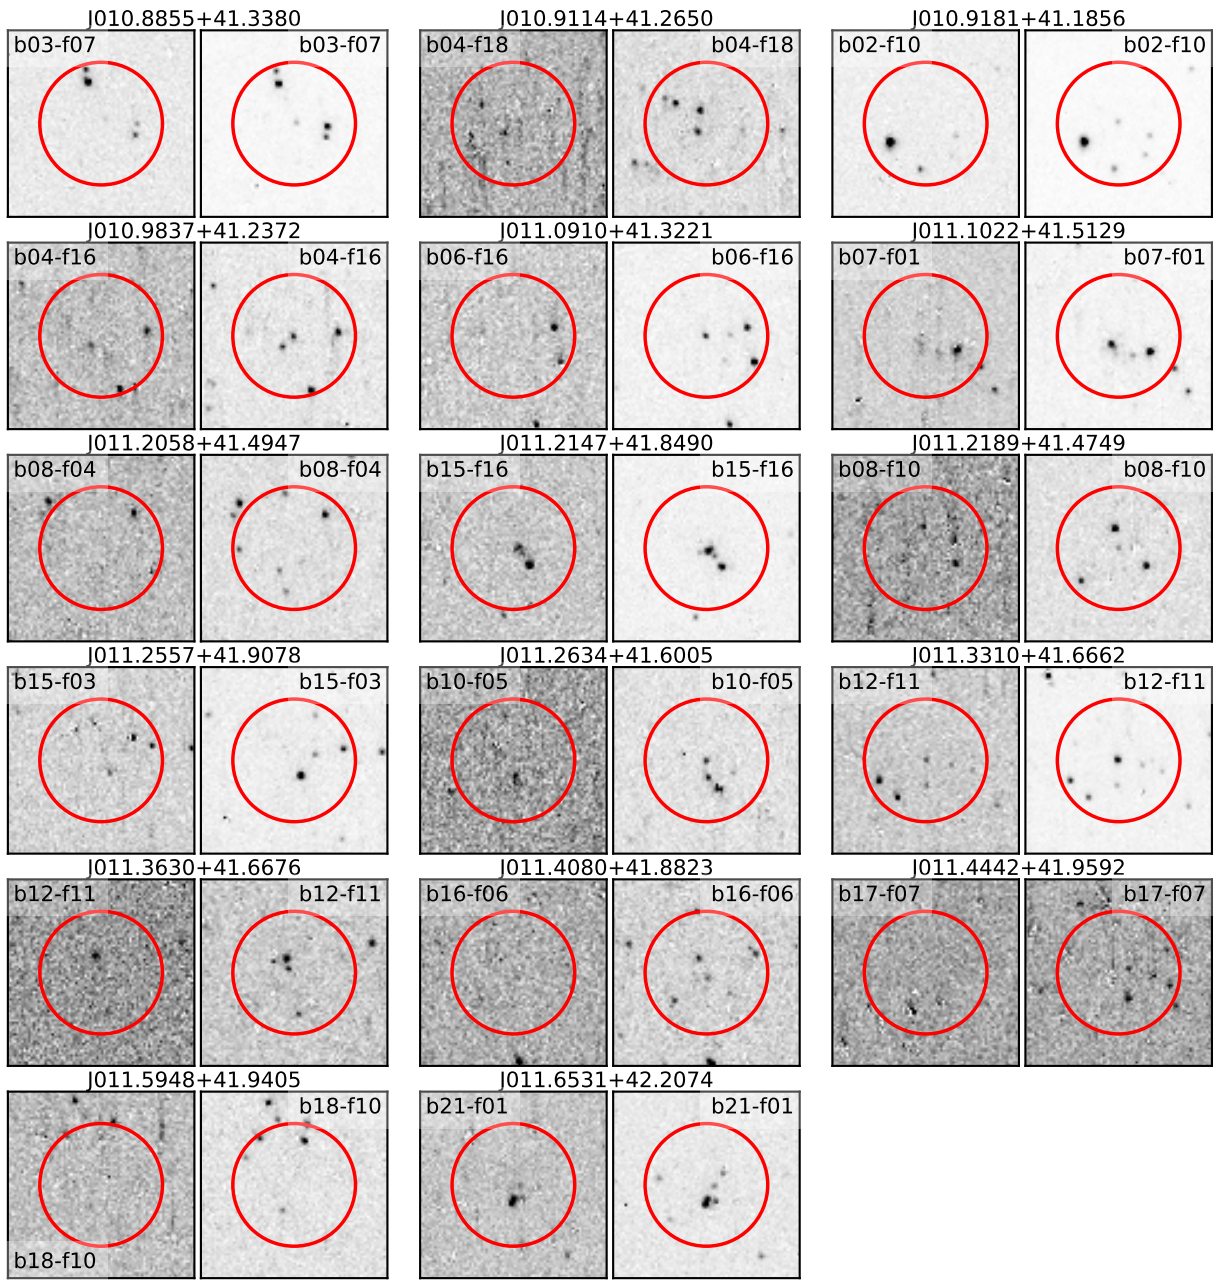 J010.8855+41.3380 J010.9114+41.2650 J010.9181+41.1856
b03-f07 b03-f07 b04-f18 b04-f18 b02-f10 b02-f10
J010.9837+41.2372 J011.0910+41.3221 J011.1022+41.5129
b04-f16 b04-f16 b06-f16 b06-f16 b07-f01 b07-f01
J011.2058+41.4947 J011.2147+41.8490 J011.2189+41.4749
b08-f04 b08-f04 b15-f16 b15-f16 b08-f10 b08-f10
J011.2557+41.9078 J011.2634+41.6005 J011.3310+41.6662
b15-f03 b15-f03 b10-f05 b10-f05 b12-f11 b12-f11
J011.3630+41.6676 J011.4080+41.8823 J011.4442+41.9592
b12-f11 b12-f11 b16-f06 b16-f06 b17-f07 b17-f07
J011.5948+41.9405 J011.6531+42.2074
b18-f10 b21-f01 b21-f01
b18-f10